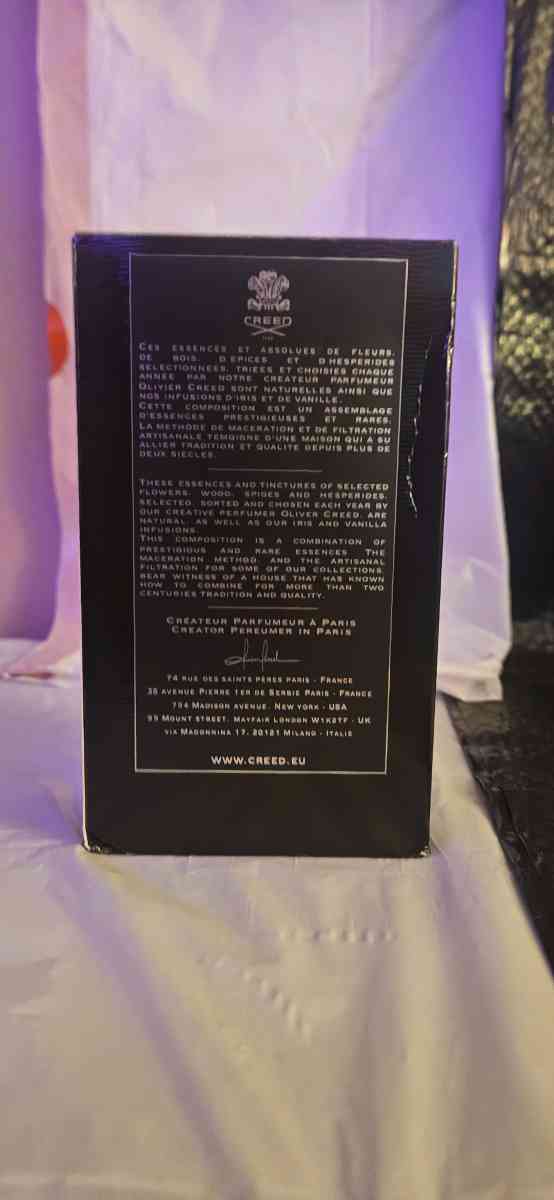 CREED
CES ESSENCES ET ABSOLUES DE FLEURS,
DE BOIS, D'EPICES ET D'HESPERIDES
SELECTIONNEES, TRIEES ET CHOISIES CHAQUE
ANNEE PAR NOTRE CREATEUR PARFUMEUR
OLIVIER CREED SONT NATURELLES AINSI QUE
NOS INFUSIONS D'IRIS ET DE VANILLE.
CETTE COMPOSITION EST UN ASSEMBLAGE
D'ESSENCES PRESTIGIEUSES ET RARES.
LA METHODE DE MACERATION ET DE FILTRATION
ARTISANALE TEMOIGNE D'UNE MAISON QUI A SU
ALLIER TRADITION ET QUALITE DEPUIS PLUS DE
DEUX SIECLES.
THESE ESSENCES AND TINCTURES OF SELECTED
FLOWERS, WOOD, SPICES AND HESPERIDES,
SELECTED, SORTED AND CHOSEN EACH YEAR BY
OUR CREATIVE PERFUMER OLIVER CREED, ARE
NATURAL, AS WELL AS OUR IRIS AND VANILLA
INFUSIONS.
THIS COMPOSITION IS A COMBINATION OF
PRESTIGIOUS AND RARE ESSENCES. THE
MACERATION METHOD, AND THE ARTISANAL
FILTRATION FOR SOME OF OUR COLLECTIONS,
BEAR WITNESS OF A HOUSE THAT HAS KNOWN
HOW TO COMBINE FOR MORE THAN TWO
CENTURIES TRADITION AND QUALITY.
CRÉATEUR PARFUMEUR À PARIS
CREATOR PERFUMER IN PARIS
74 RUE DES SAINTS PÈRES PARIS - FRANCE
38 AVENUE PIERRE 1ER DE SERBIE PARIS - FRANCE
794 MADISON AVENUE, NEW YORK - USA
99 MOUNT STREET, MAYFAIR LONDON W1K2TF - UK
VIA MADONNINA 17, 20121 MILANO - ITALIE
WWW.CREED.EU